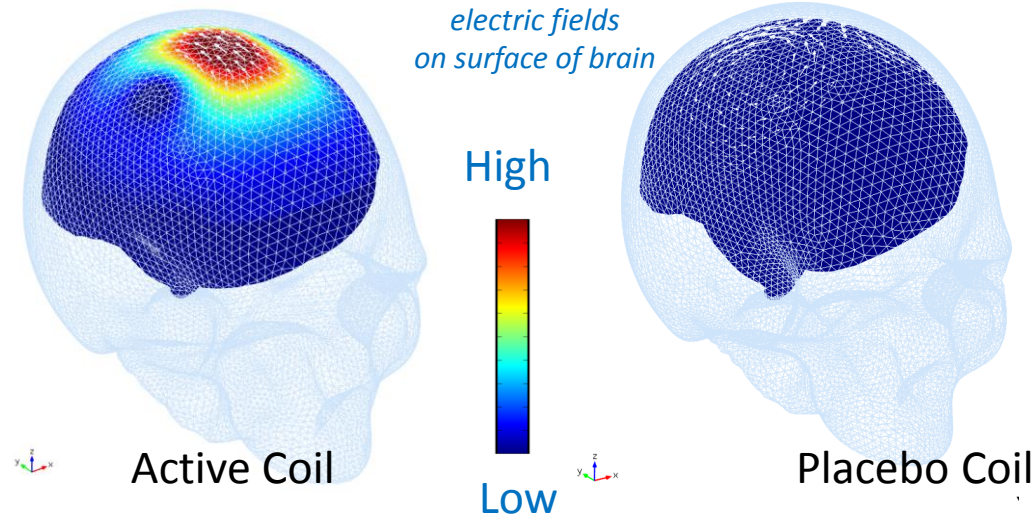 electric fields
on surface of brain
High
Low
Active Coil
Placebo Coil
z
y
x
z
y
x